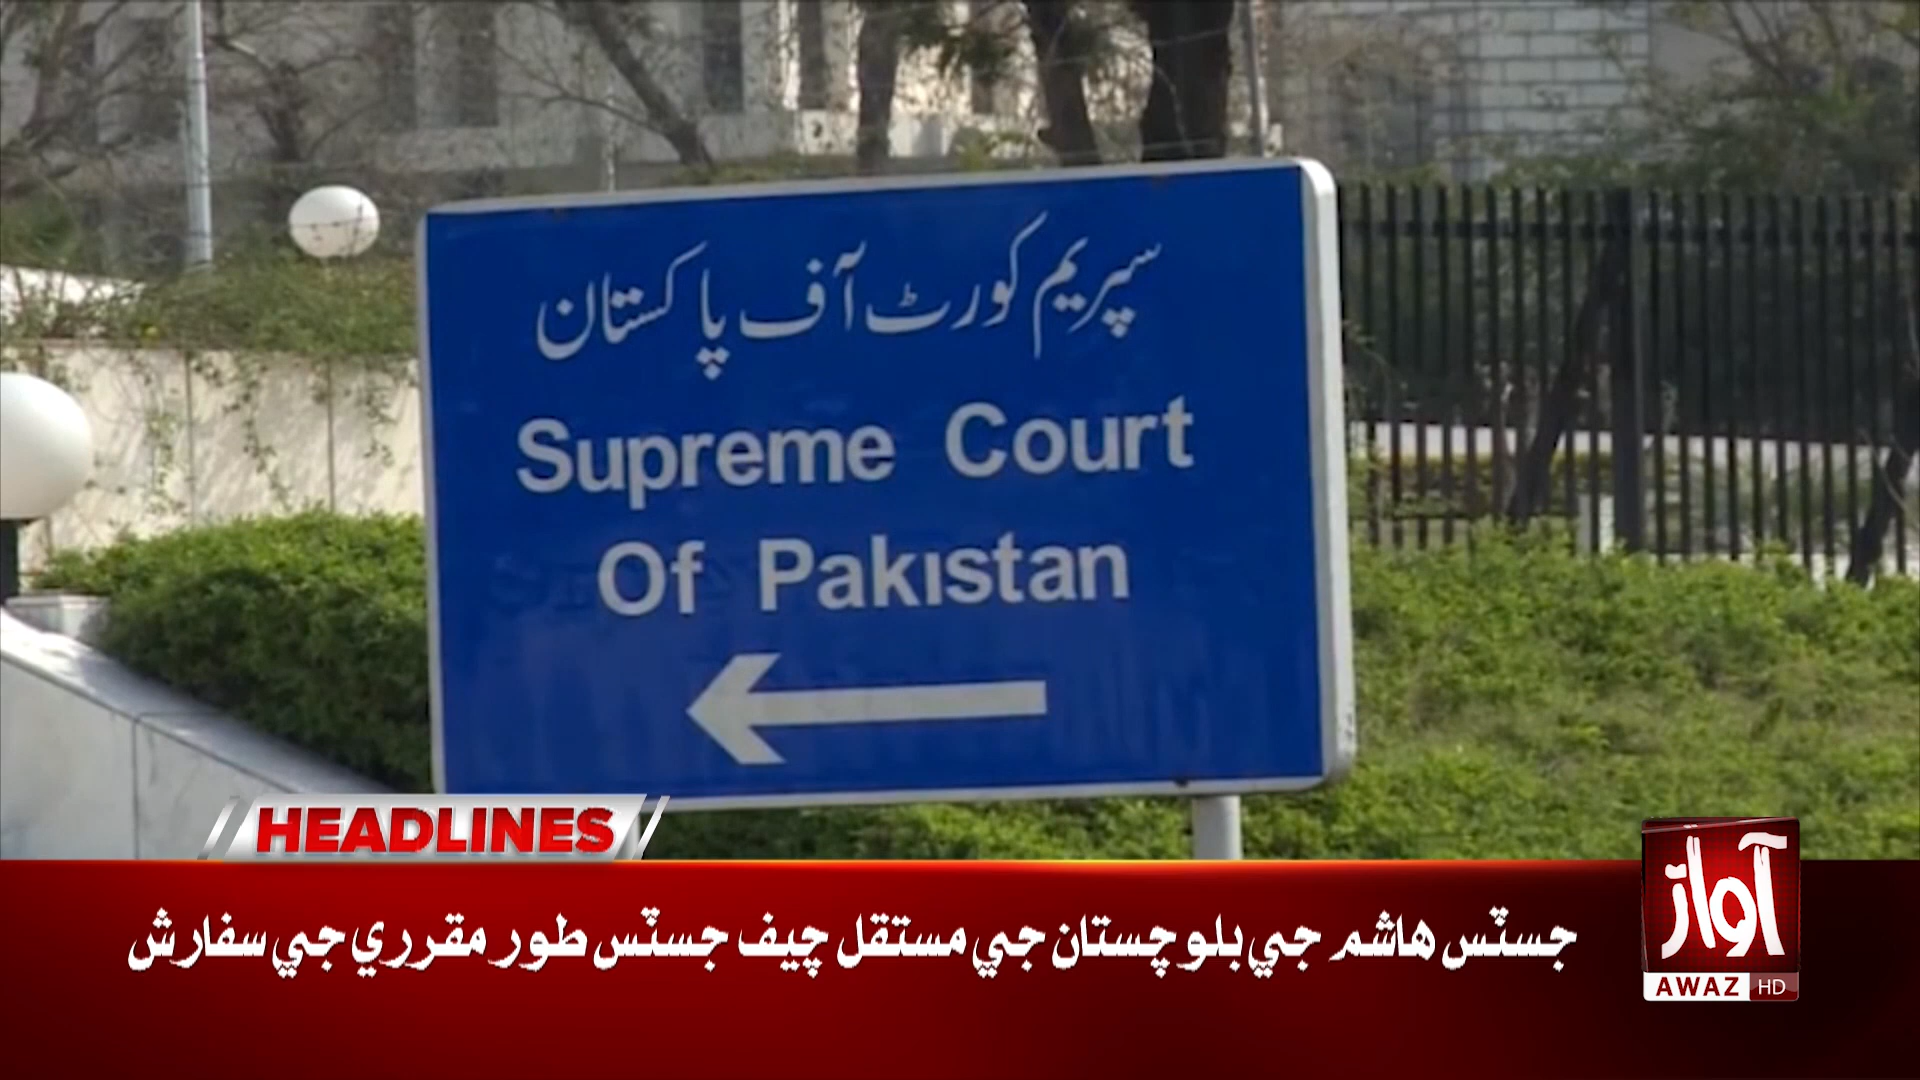 سپریم کورٹ آف پاکستان
Supreme Court
Of Pakistan
HEADLINES
جسٽس هاشم جي بلوچستان جي مستقل چيف جسٽس طور مقرري جي سفارش
آواز
AWAZ HD